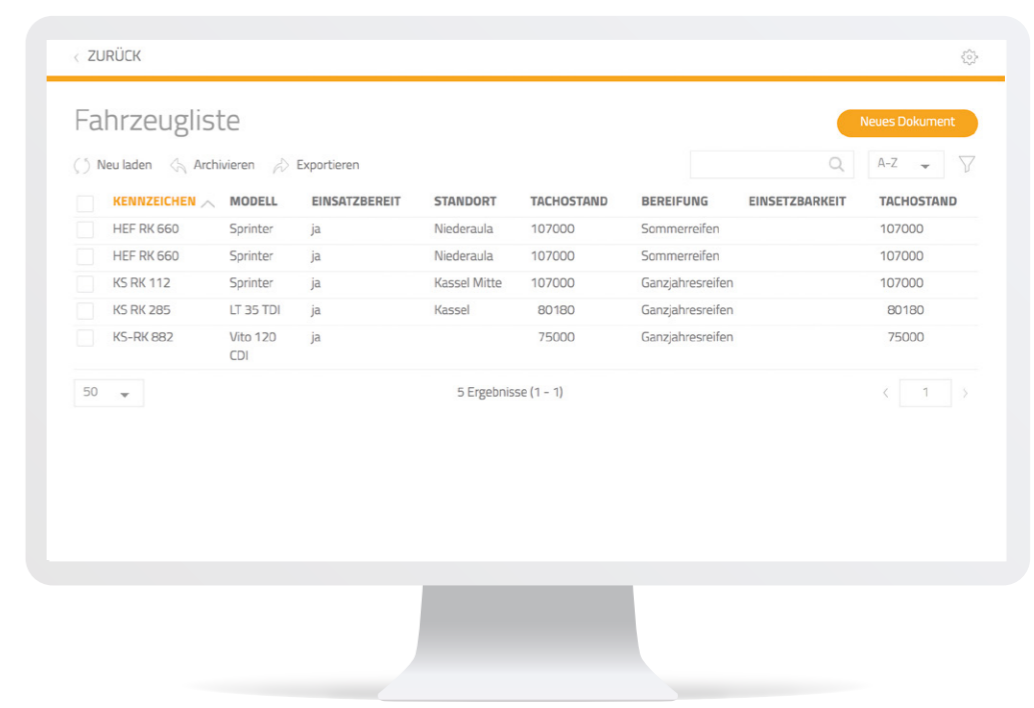 ZURÜCK
Fahrzeugliste
Neues Dokument
Neu laden Archivieren Exportieren A-Z
KENNZEICHEN MODELL EINSATZBEREIT STANDORT TACHOSTAND BEREIFUNG EINSETZBARKEIT TACHOSTAND
HEF RK 660 Sprinter ja Niederaula 107000 Sommerreifen 107000
HEF RK 660 Sprinter ja Niederaula 107000 Sommerreifen 107000
KS RK 112 Sprinter ja Kassel Mitte 107000 Ganzjahresreifen 107000
KS RK 285 LT 35 TDI ja Kassel 80180 Ganzjahresreifen 80180
KS-RK 882 Vito 120 ja 75000 Ganzjahresreifen 75000
CDI
50 5 Ergebnisse (1 - 1) < 1 >